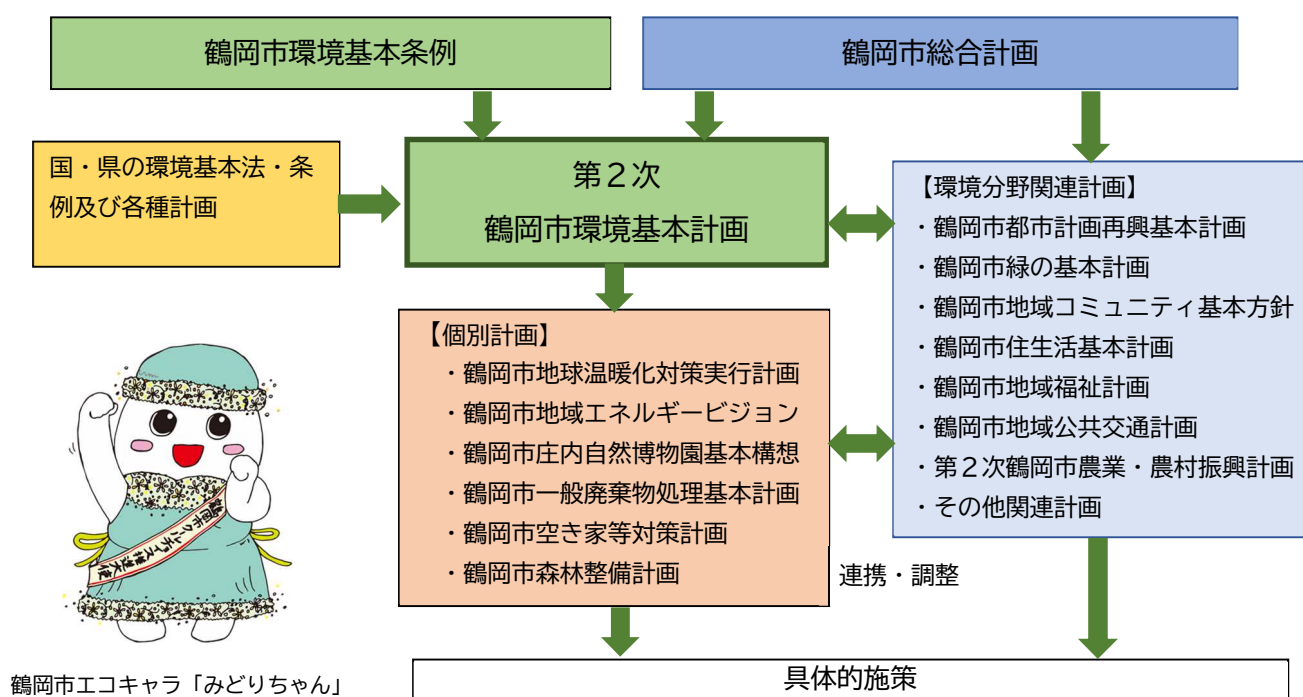 鶴岡市環境基本条例
鶴岡市総合計画
国・県の環境基本法・条
例及び各種計画
第２次
鶴岡市環境基本計画
【環境分野関連計画】
・鶴岡市都市計画再興基本計画
・鶴岡市緑の基本計画
・鶴岡市地域コミュニティ基本方針
・鶴岡市住生活基本計画
・鶴岡市地域福祉計画
・鶴岡市地域公共交通計画
・第２次鶴岡市農業・農村振興計画
・その他関連計画
【個別計画】
・鶴岡市地球温暖化対策実行計画
・鶴岡市地域エネルギービジョン
・鶴岡市庄内自然博物園基本構想
・鶴岡市一般廃棄物処理基本計画
・鶴岡市空き家等対策計画
・鶴岡市森林整備計画
連携・調整
鶴岡市エコキャラ「みどりちゃん」
具体的施策